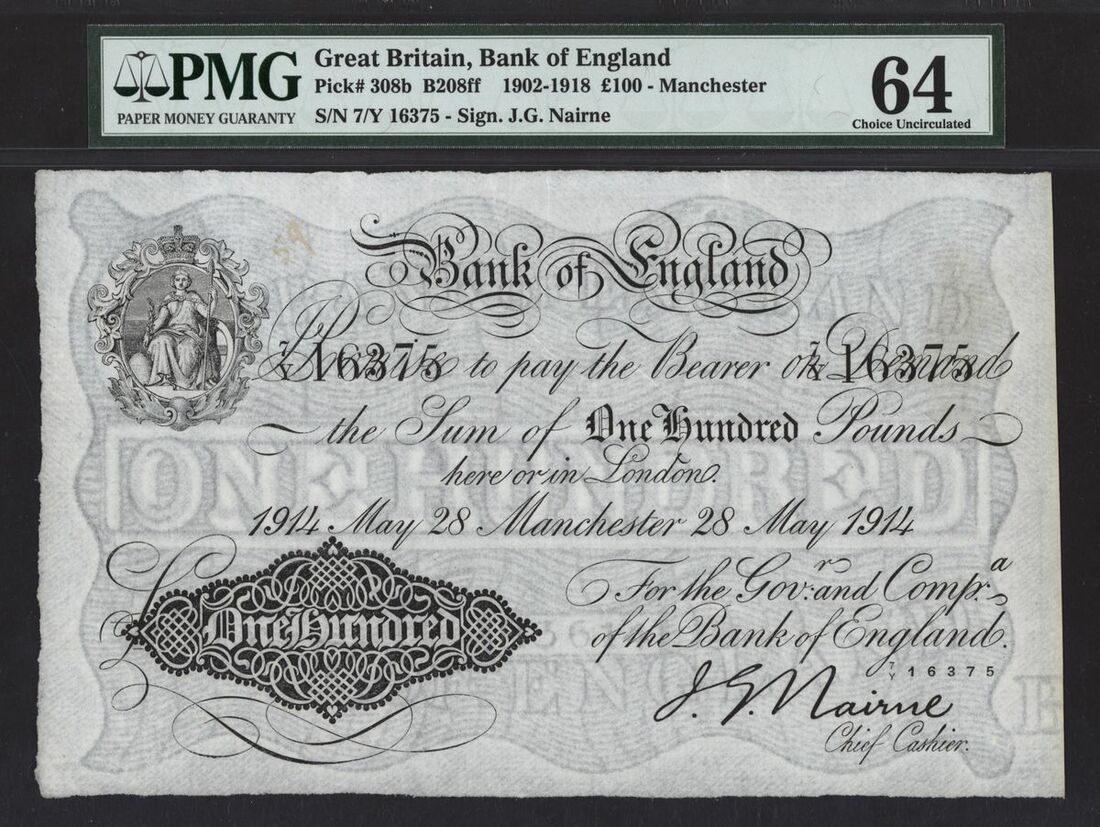 PMG
PAPER MONEY GUARANTY
Great Britain, Bank of England
Pick# 308b B208ff 1902-1918 £100 - Manchester
S/N 7/Y 16375 - Sign. J.G. Nairne
64
Choice Uncirculated
Bank of England
I Promise to pay the Bearer on Demand
7/Y 16375 7/Y 16375
the Sum of One Hundred Pounds
here or in London.
1914 May 28 Manchester 28 May 1914
For the Govr. and Compa.
of the Bank of England.
£ One Hundred
7/Y 16375
J. G. Nairne
Chief Cashier.
ONE HUNDRED